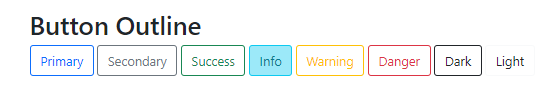 Button Outline
Primary Secondary Success Info Warning Danger Dark Light